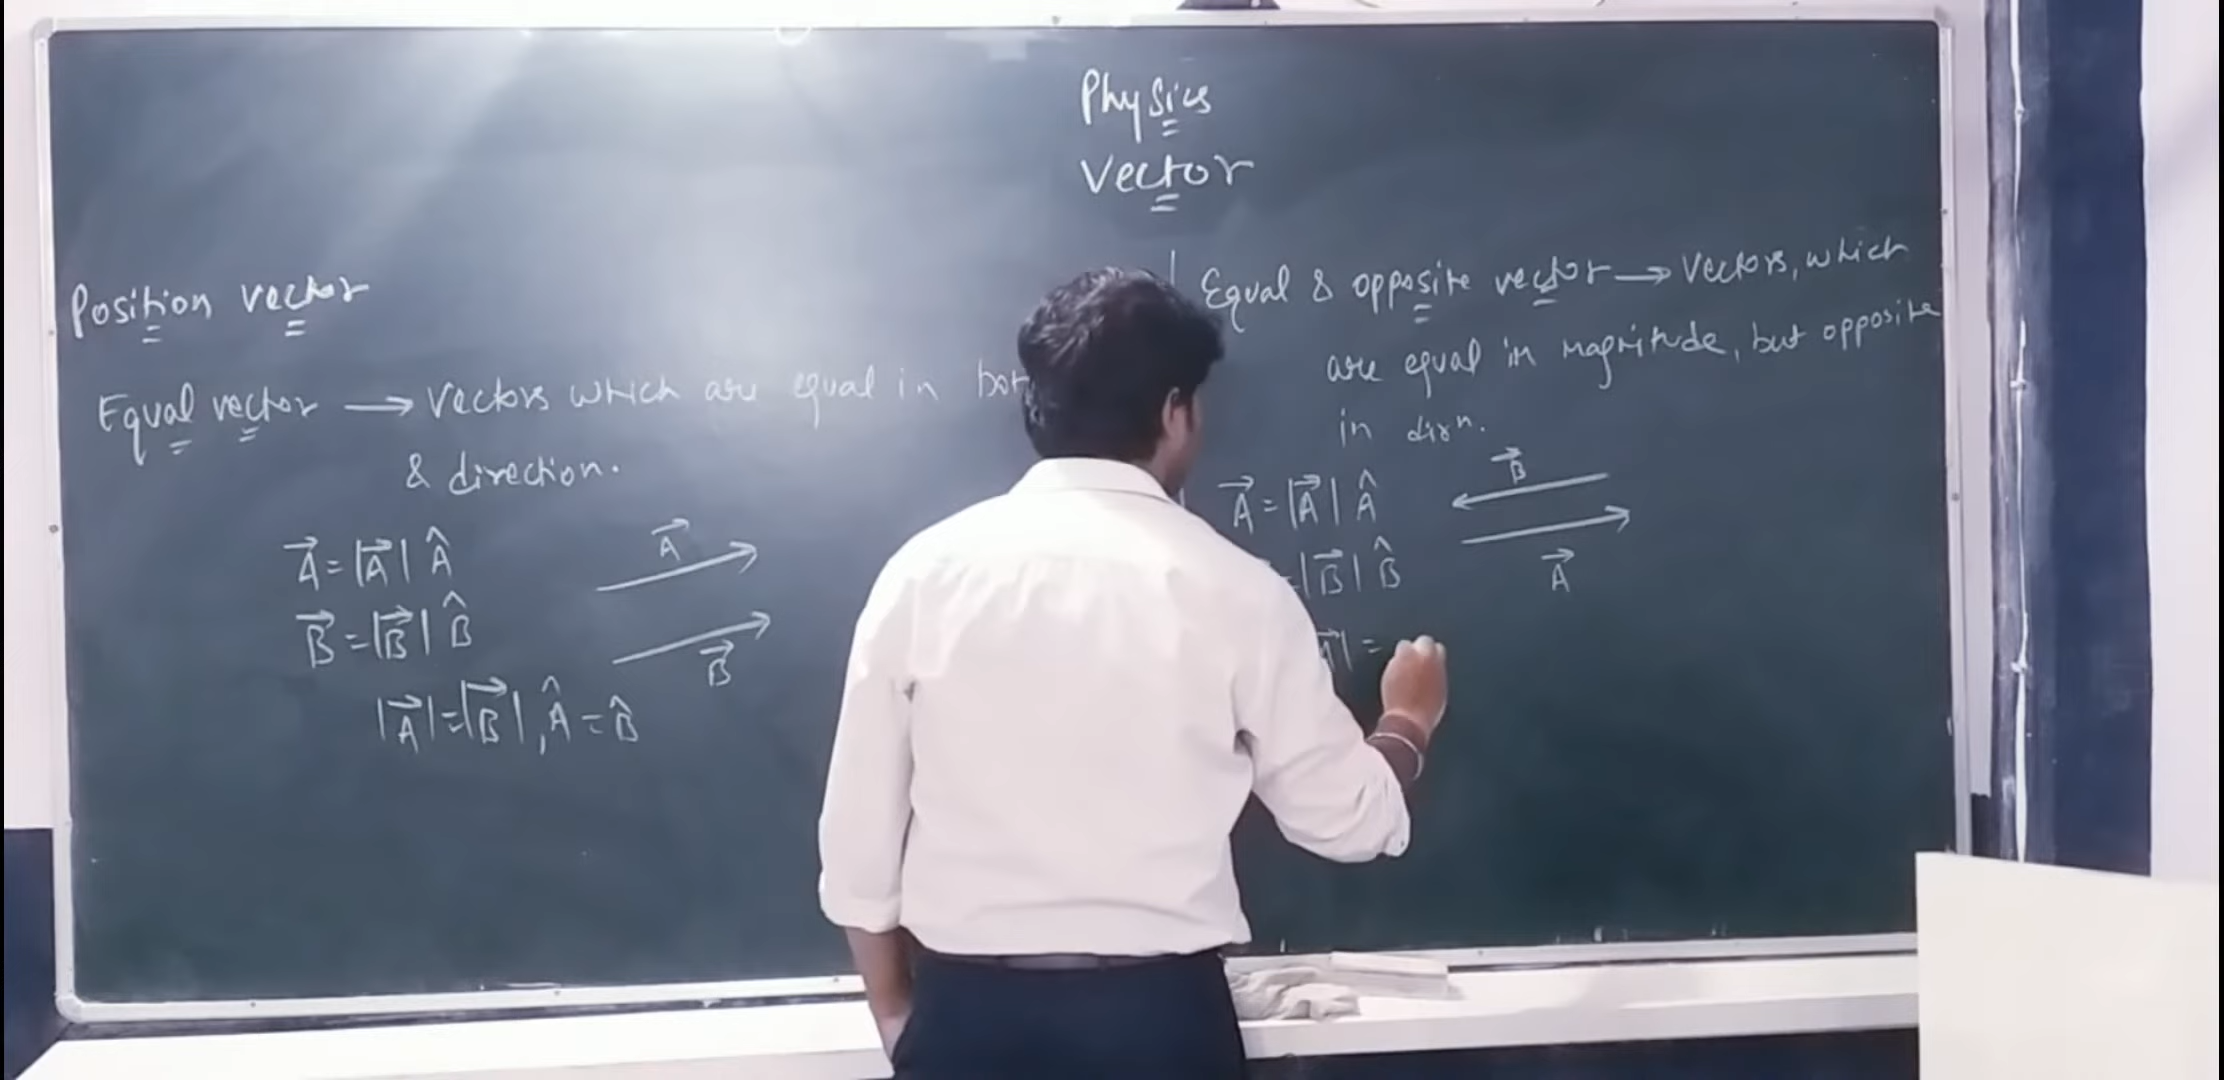 Physics
Vector
Position vector
Equal vector → Vectors which are equal in
& direction.
A⃗ = |A⃗| Â
B⃗ = |B⃗| B̂
|A⃗| = |B⃗|, Â = B̂
A⃗
B⃗
Equal & opposite vector → Vectors, which
are equal in magnitude, but opposite
in dirⁿ.
A⃗ = |A⃗| Â
= |B⃗| B̂
A⃗| =
B⃗
A⃗